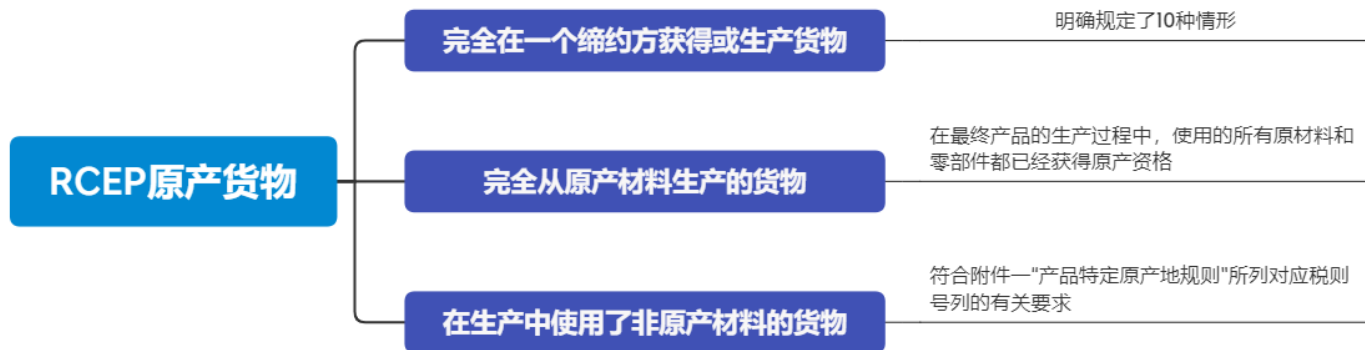 明确规定了10种情形
完全在一个缔约方获得或生产货物
在最终产品的生产过程中，使用的所有原材料和
零部件都已经获得原产资格
RCEP原产货物
完全从原产材料生产的货物
符合附件一"产品特定原产地规则"所列对应税则
号列的有关要求
在生产中使用了非原产材料的货物